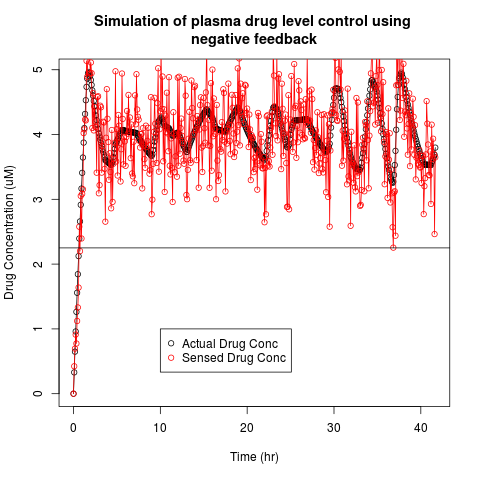 Simulation of plasma drug level control using
negative feedback
Drug Concentration (uM)
5
4
3
2
1
0
Actual Drug Conc
Sensed Drug Conc
0 10 20 30 40
Time (hr)